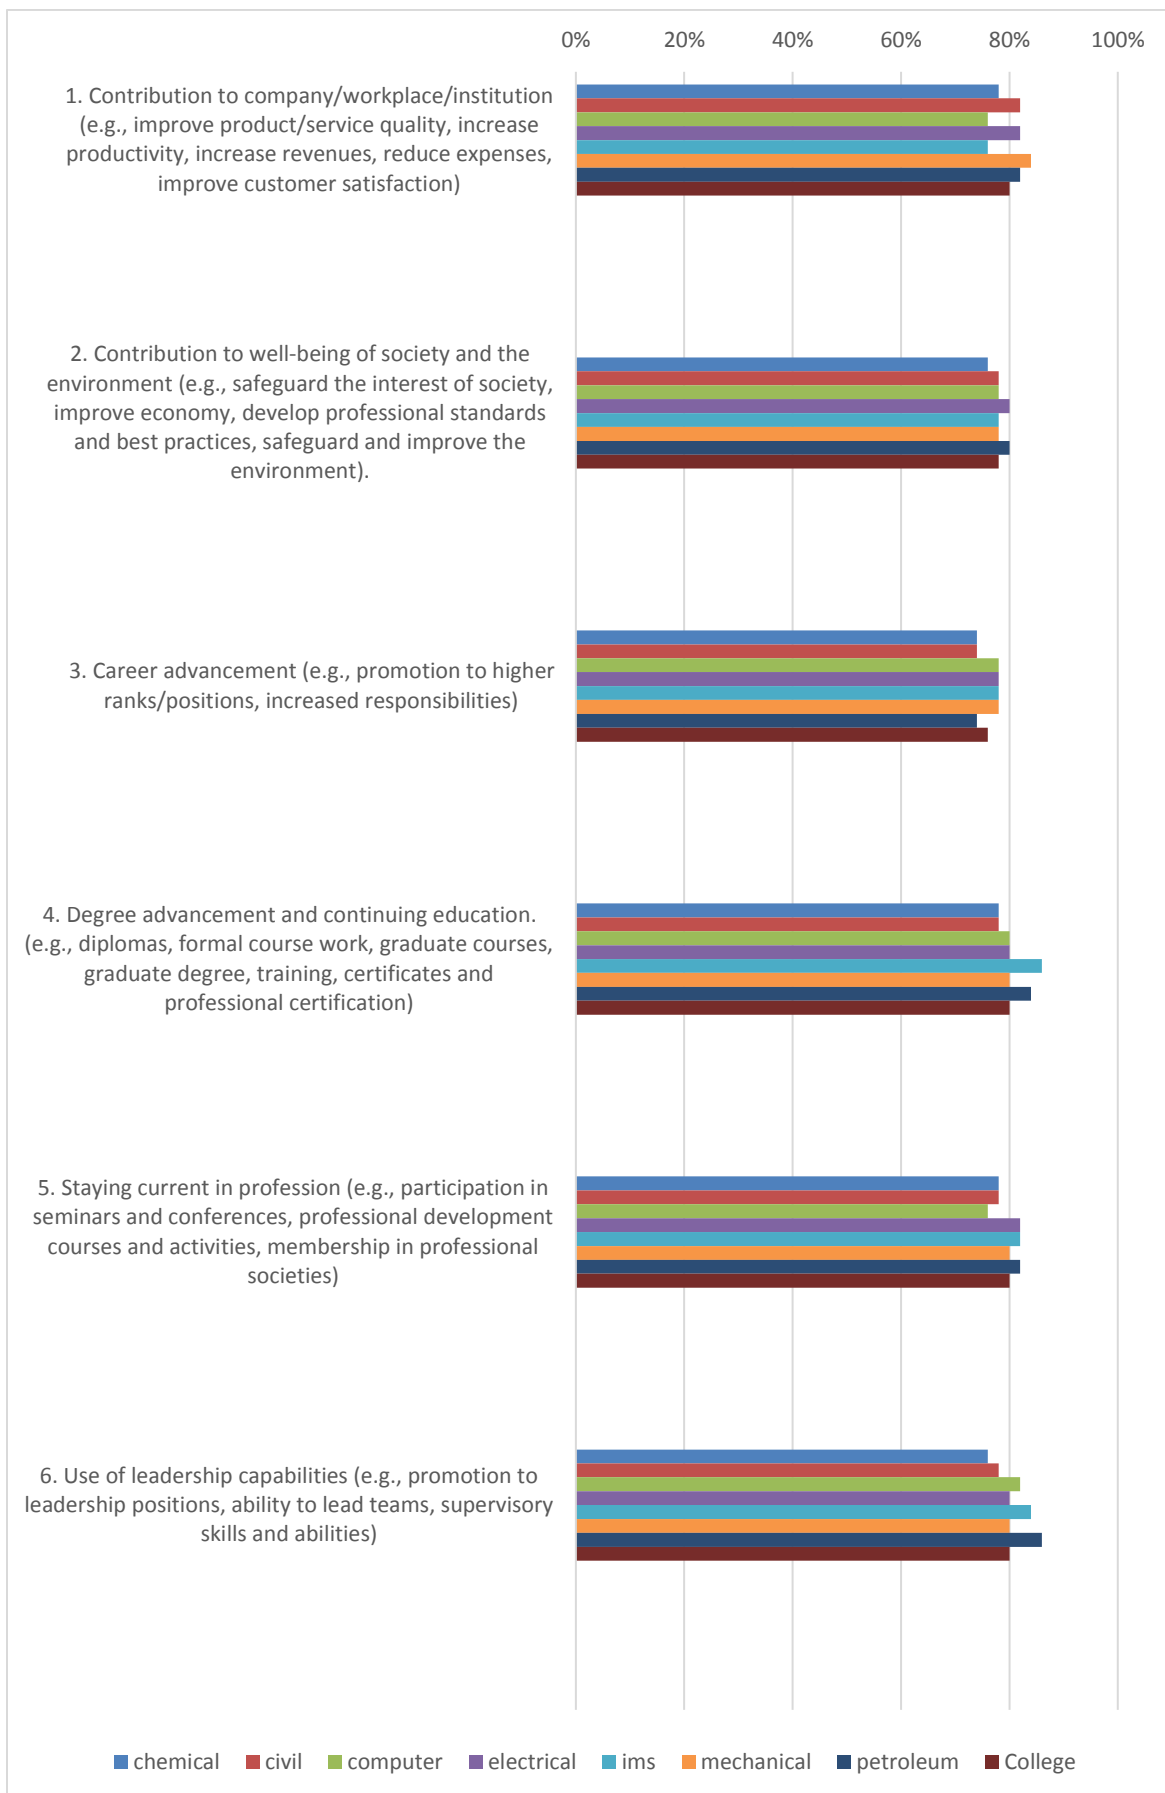 0% 20% 40% 60% 80% 100%
1. Contribution to company/workplace/institution
(e.g., improve product/service quality, increase
productivity, increase revenues, reduce expenses,
improve customer satisfaction)
2. Contribution to well-being of society and the
environment (e.g., safeguard the interest of society,
improve economy, develop professional standards
and best practices, safeguard and improve the
environment).
3. Career advancement (e.g., promotion to higher
ranks/positions, increased responsibilities)
4. Degree advancement and continuing education.
(e.g., diplomas, formal course work, graduate courses,
graduate degree, training, certificates and
professional certification)
5. Staying current in profession (e.g., participation in
seminars and conferences, professional development
courses and activities, membership in professional
societies)
6. Use of leadership capabilities (e.g., promotion to
leadership positions, ability to lead teams, supervisory
skills and abilities)
chemical civil computer electrical ims mechanical petroleum College